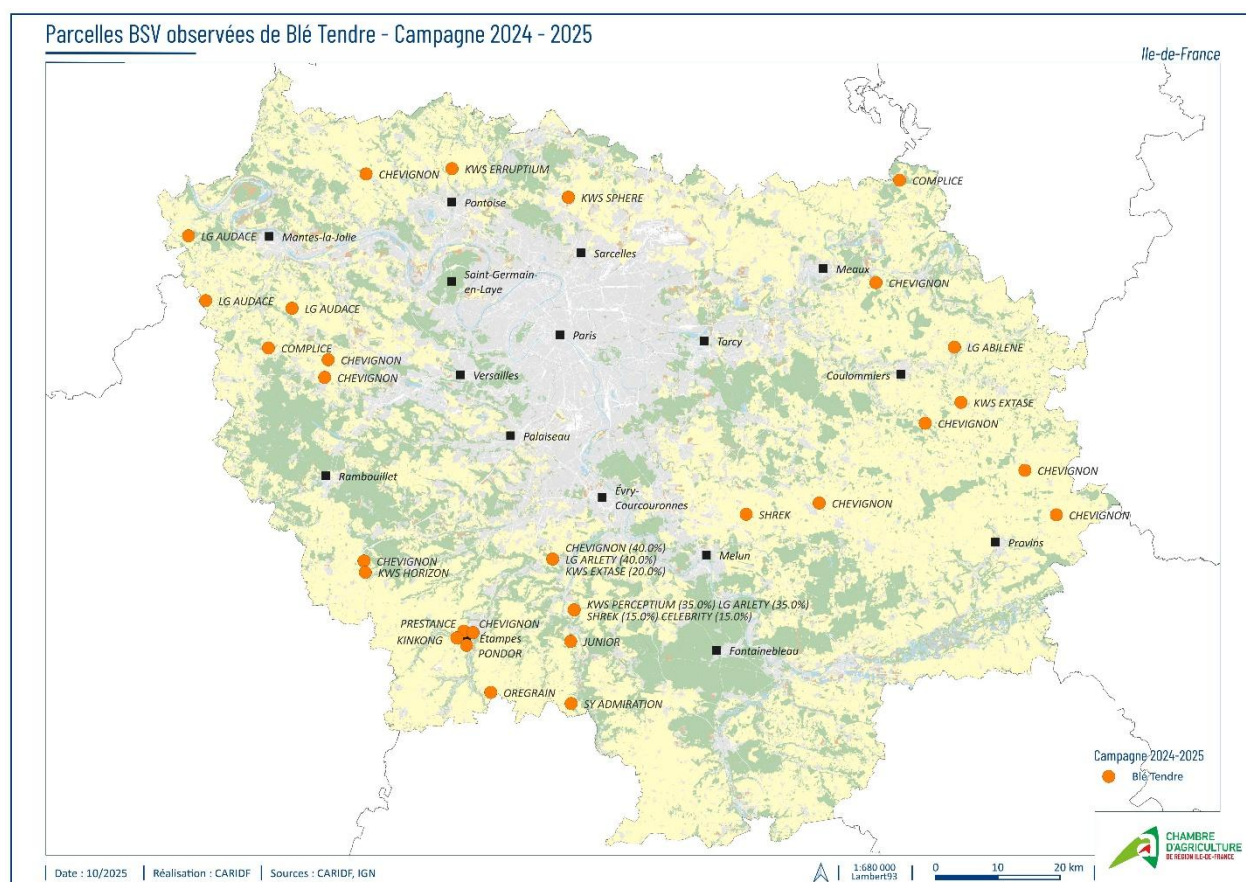 Parcelles BSV observées de Blé Tendre - Campagne 2024 - 2025
Ile-de-France
KWS ERRUPTIUM
CHEVIGNON
COMPLICE
KWS SPHERE
Pontoise
LG AUDACE
Mantes-la-Jolie
Sarcelles
Meaux
Saint-Germain-
en-Laye
CHEVIGNON
LG AUDACE
LG AUDACE
Paris
Torcy
COMPLICE
LG ABILENE
CHEVIGNON
CHEVIGNON
Versailles
Coulommiers
KWS EXTASE
CHEVIGNON
Palaiseau
CHEVIGNON
Rambouillet
Évry-
Courcouronnes
CHEVIGNON
SHREK
CHEVIGNON
Provins
CHEVIGNON (40.0%)
LG ARLETY (40.0%)
KWS EXTASE (20.0%)
Melun
CHEVIGNON
KWS HORIZON
KWS PERCEPTIUM (35.0%) LG ARLETY (35.0%)
SHREK (15.0%) CELEBRITY (15.0%)
PRESTANCE
CHEVIGNON
KINKONG
Étampes
JUNIOR
PONDOR
Fontainebleau
OREGRAIN
SY ADMIRATION
Campagne 2024-2025
Blé Tendre
CHAMBRE
D'AGRICULTURE
DE RÉGION ILE-DE-FRANCE
Date : 10/2025 | Réalisation : CARIDF | Sources : CARIDF, IGN
1:680 000
Lambert93
0 10 20 km